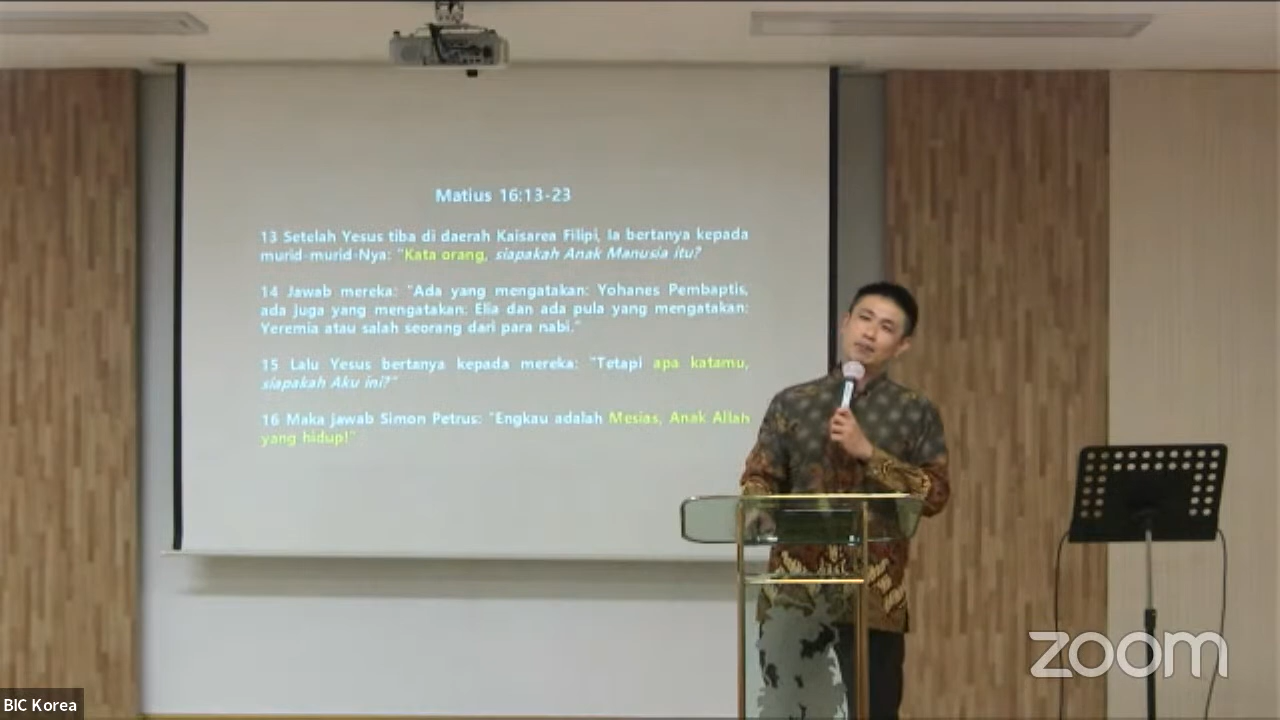 Matius 16:13-23
13 Setelah Yesus tiba di daerah Kaisarea Filipi, Ia bertanya kepada
murid-murid-Nya: "Kata orang, siapakah Anak Manusia itu?
14 Jawab mereka: "Ada yang mengatakan: Yohanes Pembaptis,
ada juga yang mengatakan: Elia dan ada pula yang mengatakan:
Yeremia atau salah seorang dari para nabi."
15 Lalu Yesus bertanya kepada mereka: "Tetapi apa katamu,
siapakah Aku ini?"
16 Maka jawab Simon Petrus: "Engkau adalah Mesias, Anak Allah
yang hidup!"
zoom
BIC Korea